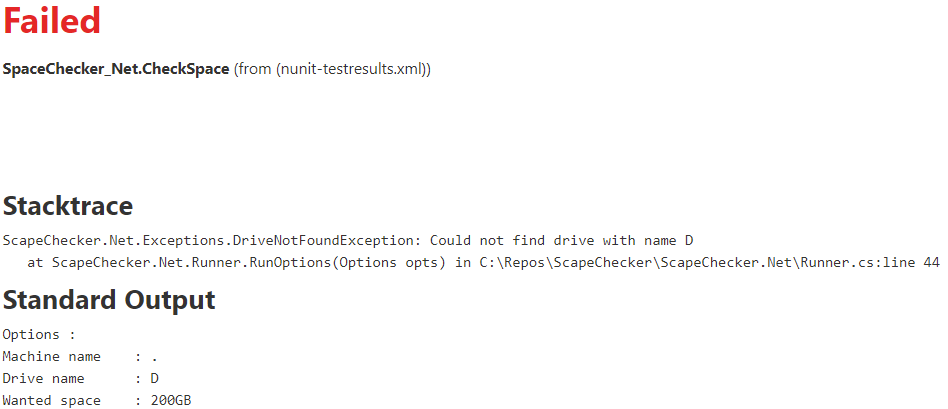 Failed
SpaceChecker_Net.CheckSpace (from (nunit-testresults.xml))
Stacktrace
ScapeChecker.Net.Exceptions.DriveNotFoundException: Could not find drive with name D
   at ScapeChecker.Net.Runner.RunOptions(Options opts) in C:\Repos\ScapeChecker\ScapeChecker.Net\Runner.cs:line 44
Standard Output
Options :
Machine name    : .
Drive name      : D
Wanted space    : 200GB